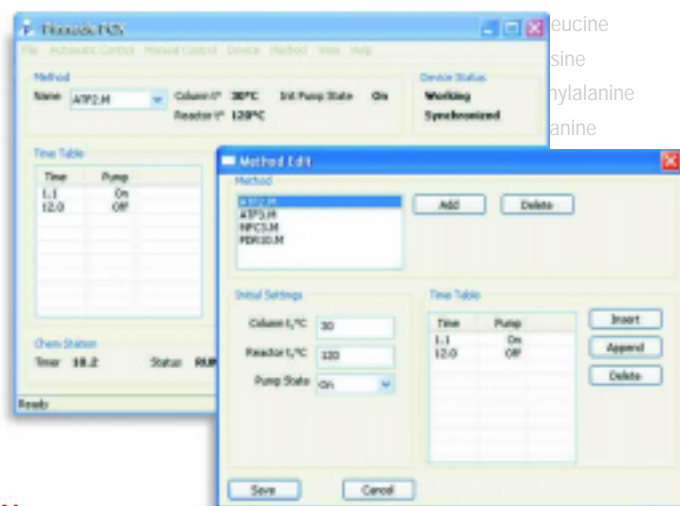 Pinnacle PCX
File Automatic Control Manual Control Device Method View Help
eucine
sine
nylalanine
anine
Method
Name ATP2.M Column t° 30°C Init Pump State On
Reactor t° 120°C
Device Status
Working
Synchronized
Time Table
Time Pump
1.1 On
12.0 Off
Chem Station
Timer 10.2 Status RUN
Ready
Method Edit
Method
ATP2.M
ATP3.M
NPC3.M
PDR10.M
Add Delete
Initial Settings
Column t,°C 30
Reactor t,°C 120
Pump State On
Time Table
Time Pump
1.1 On
12.0 Off
Insert
Append
Delete
Save Cancel